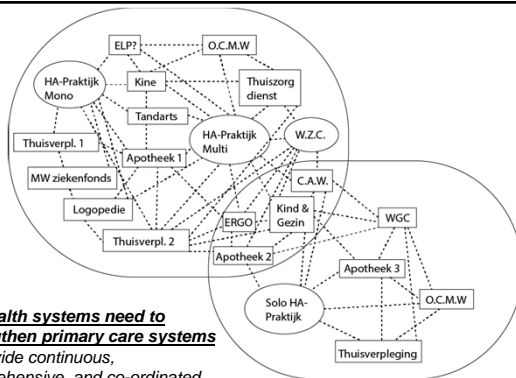 ELP?
O.C.M.W
HA-Praktijk
Mono
Kine
Thuiszorg
dienst
Tandarts
HA-Praktijk
Multi
W.Z.C.
Thuisverpl. 1
Apotheek 1
MW ziekenfonds
C.A.W.
Logopedie
ERGO
Kind &
Gezin
WGC
Thuisverpl. 2
Apotheek 2
Apotheek 3
Solo HA-
Praktijk
O.C.M.W
Thuisverpleging
alth systems need to
gthen primary care systems
vide continuous,